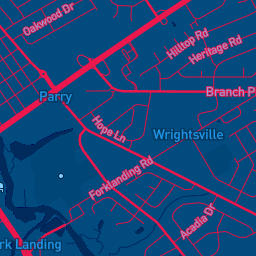 Oakwood Dr
Hilltop Rd
Heritage Rd
Parry
Branch P
Hope Ln
Wrightsville
Forklanding Rd
Acadia Dr
rk Landing